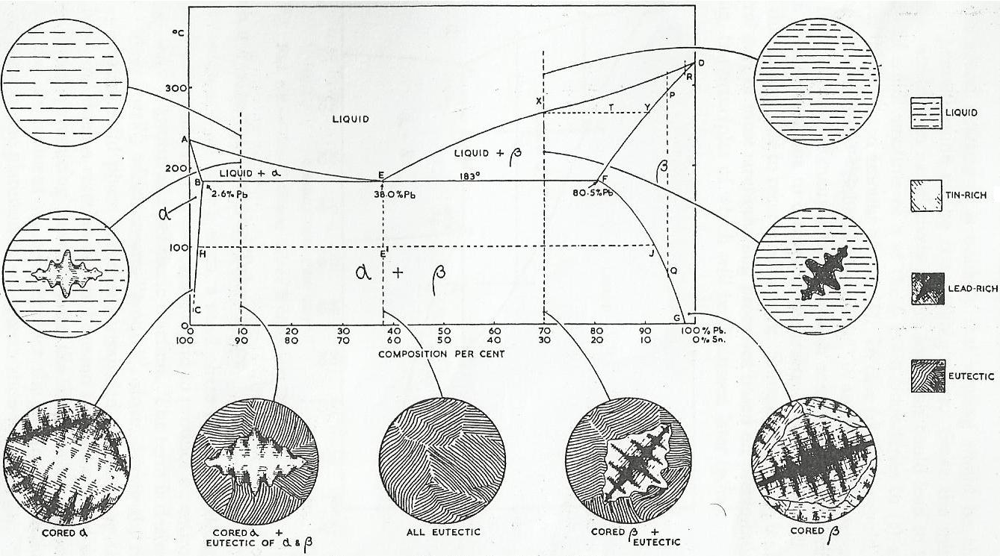 °C
300
200
100
0
A
B
C
D
E
E'
F
G
H
J
P
Q
R
T
X
Y
LIQUID
LIQUID + α
LIQUID + β
183°
β
α
2.6% Pb
38.0%Pb
80.5%Pb
α + β
0 10 20 30 40 50 60 70 80 90 100 % Pb.
100 90 80 70 60 50 40 30 20 10 0 % Sn.
COMPOSITION PER CENT
LIQUID
TIN-RICH
LEAD-RICH
EUTECTIC
CORED α
CORED α +
EUTECTIC OF α & β
ALL EUTECTIC
CORED β +
EUTECTIC
CORED β